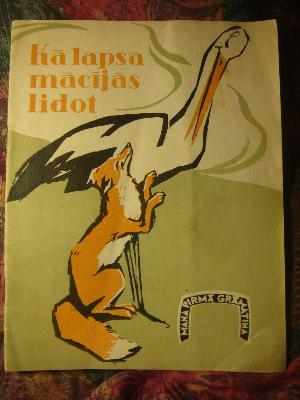 Kā lapsa
mācījās
lidot
MANA PIRMĀ GRĀMATIŅA